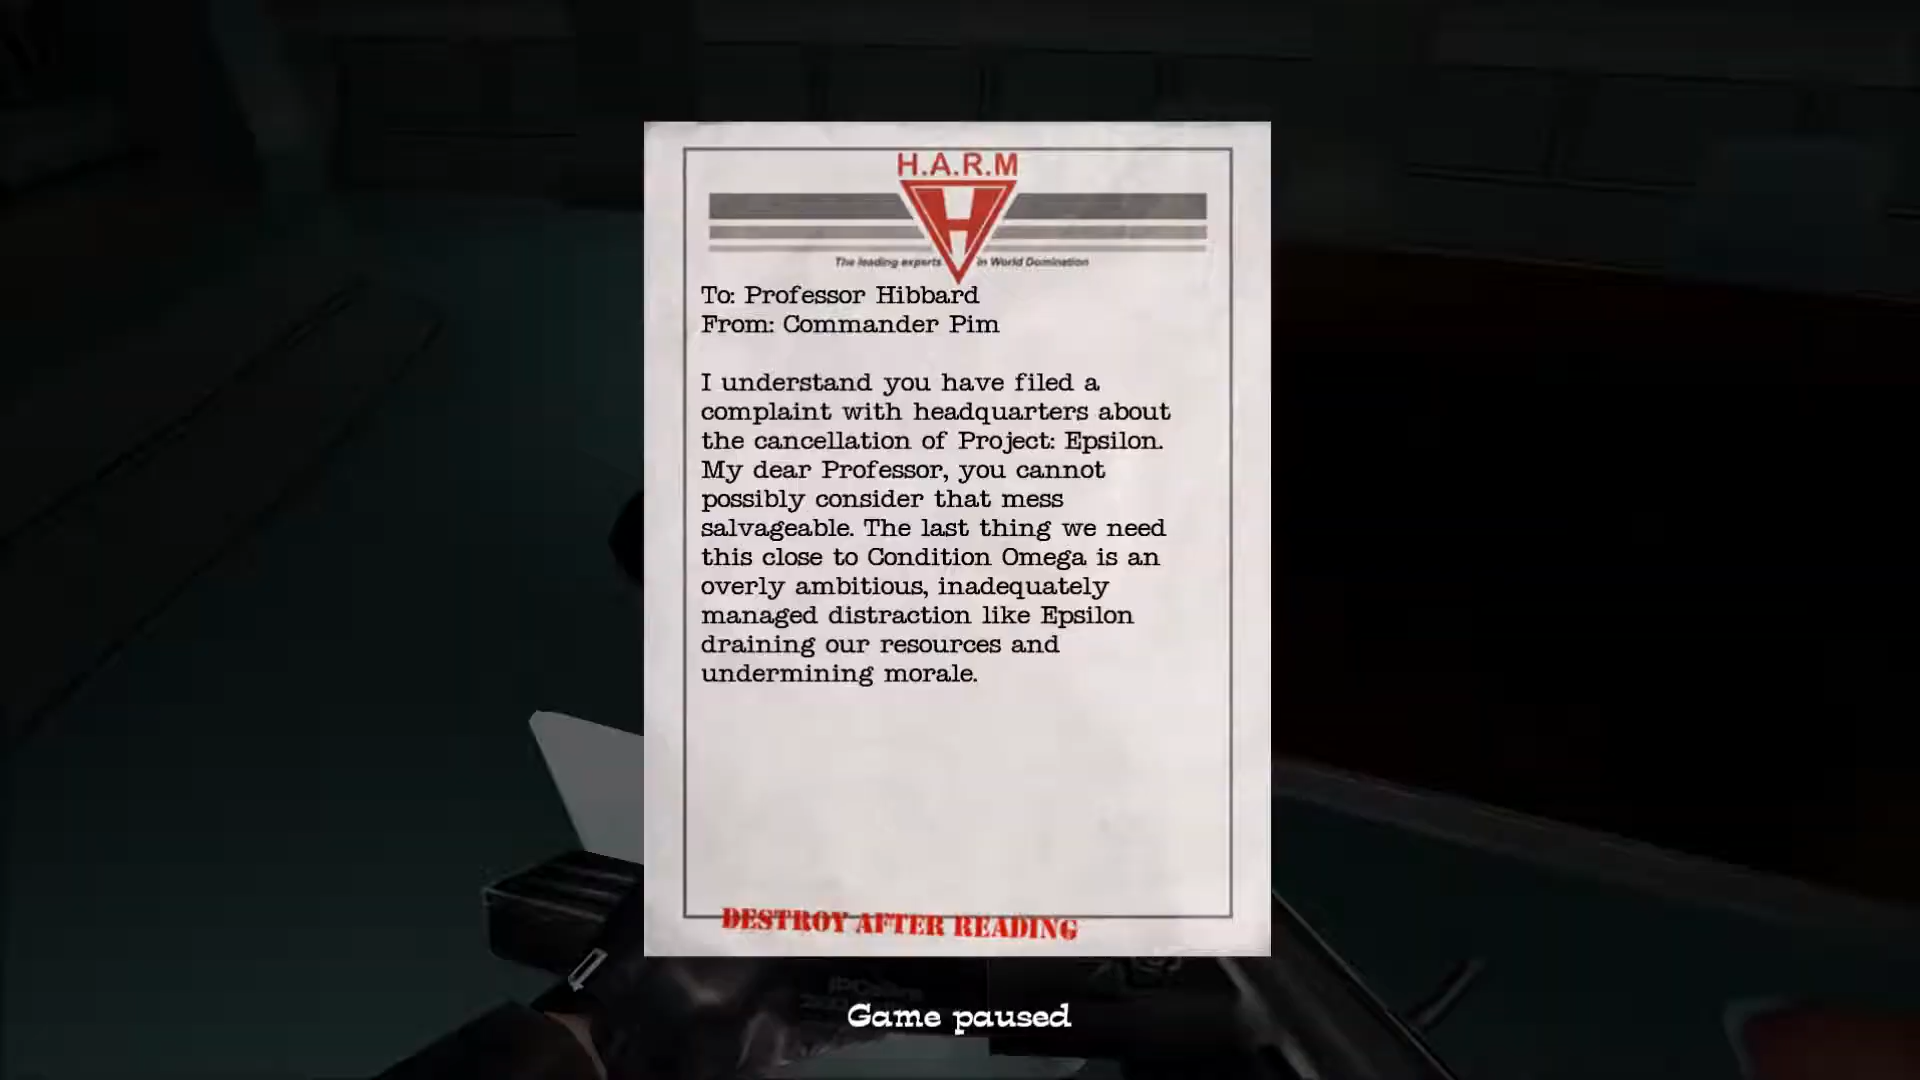 H.A.R.M
H
The leading experts in World Domination
To: Professor Hibbard
From: Commander Pim
I understand you have filed a
complaint with headquarters about
the cancellation of Project: Epsilon.
My dear Professor, you cannot
possibly consider that mess
salvageable. The last thing we need
this close to Condition Omega is an
overly ambitious, inadequately
managed distraction like Epsilon
draining our resources and
undermining morale.
DESTROY AFTER READING
Game paused